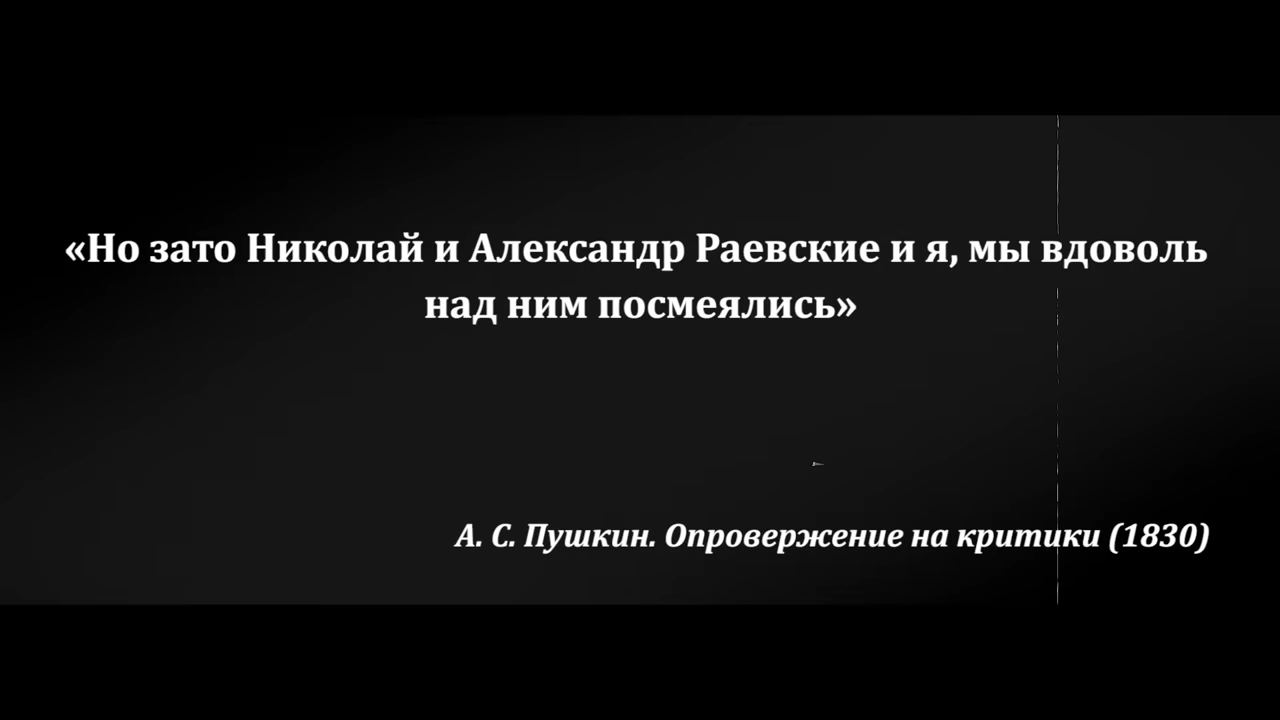 «Но зато Николай и Александр Раевские и я, мы вдоволь
над ним посмеялись»
А. С. Пушкин. Опровержение на критики (1830)